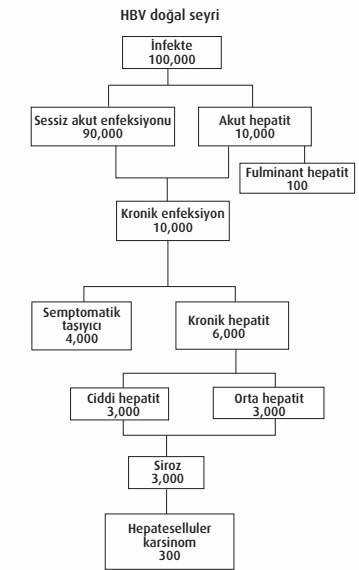 HBV doğal seyri
İnfekte
100,000
Sessiz akut enfeksiyonu
90,000
Akut hepatit
10,000
Fulminant hepatit
100
Kronik enfeksiyon
10,000
Semptomatik
taşıyıcı
4,000
Kronik hepatit
6,000
Ciddi hepatit
3,000
Orta hepatit
3,000
Siroz
3,000
Hepateselluler
karsinom
300